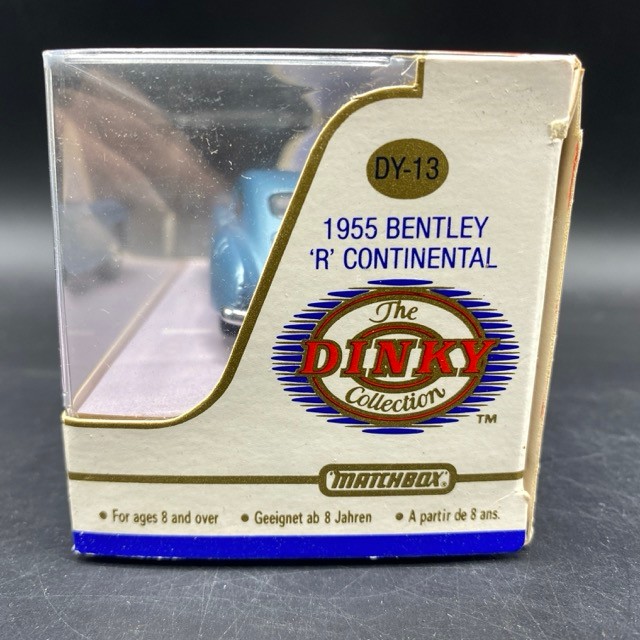 DY-13
1955 BENTLEY
'R' CONTINENTAL
The
DINKY
Collection
TM
MATCHBOX
• For ages 8 and over • Geeignet ab 8 Jahren • A partir de 8 ans.